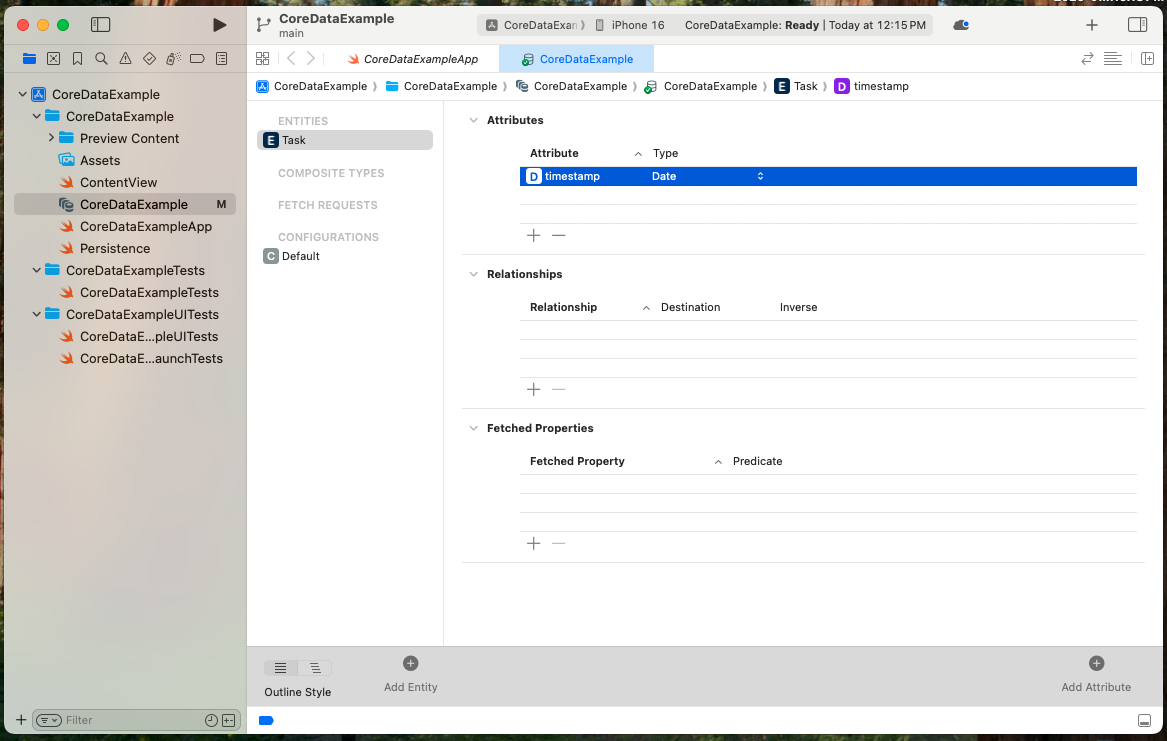 CoreDataExample
main
CoreDataExam
iPhone 16
CoreDataExample: Ready | Today at 12:15 PM
CoreDataExampleApp
CoreDataExample
CoreDataExample
CoreDataExample
CoreDataExample
CoreDataExample
E Task
D timestamp
CoreDataExample
CoreDataExample
Preview Content
Assets
ContentView
CoreDataExample M
CoreDataExampleApp
Persistence
CoreDataExampleTests
CoreDataExampleTests
CoreDataExampleUITests
CoreDataE...pleUITests
CoreDataE...aunchTests
Filter
ENTITIES
E Task
COMPOSITE TYPES
FETCH REQUESTS
CONFIGURATIONS
C Default
Attributes
Attribute Type
D timestamp Date
Relationships
Relationship Destination Inverse
Fetched Properties
Fetched Property Predicate
Outline Style
Add Entity
Add Attribute